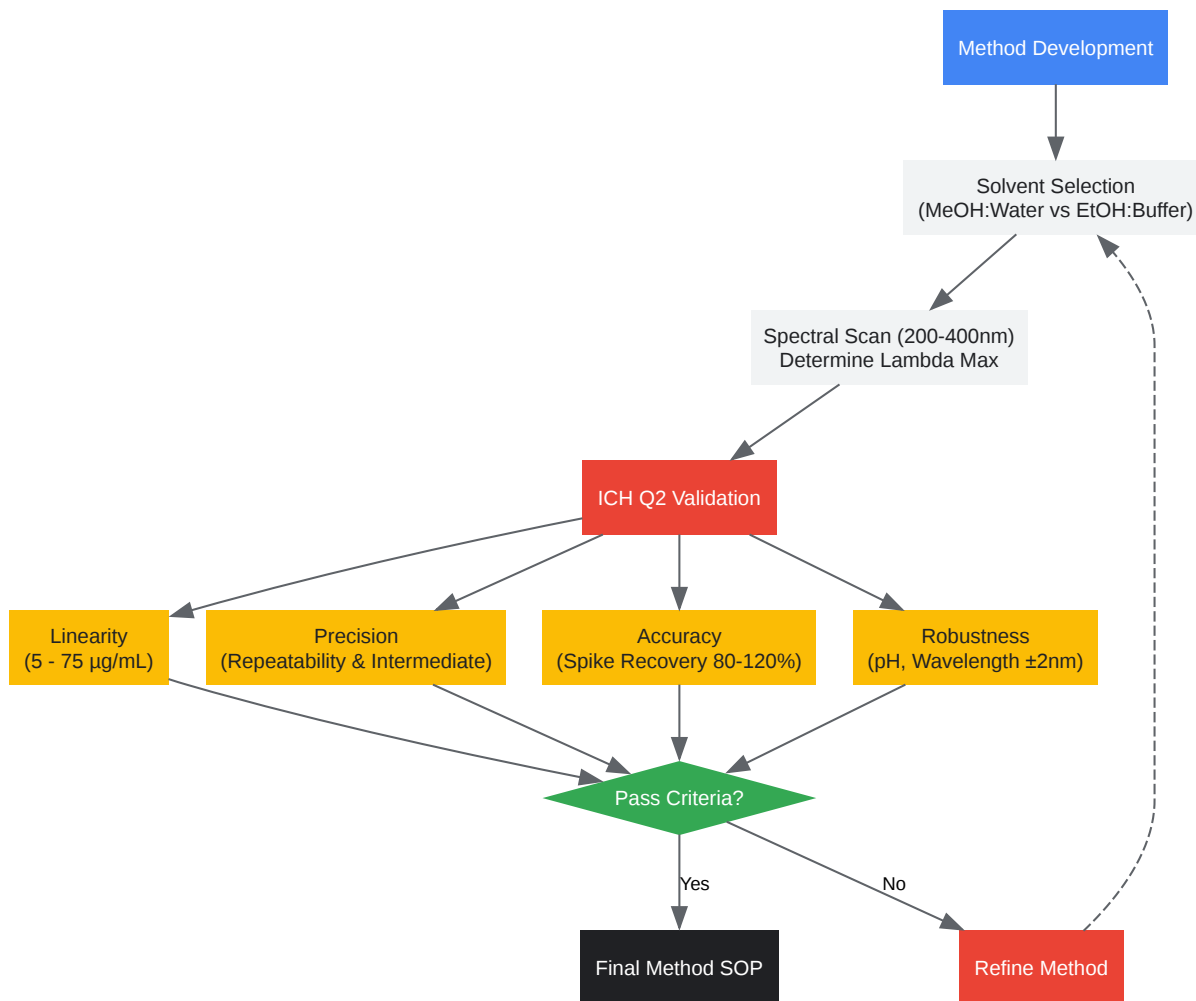 Method Development
Solvent Selection
(MeOH:Water vs EtOH:Buffer)
Spectral Scan (200-400nm)
Determine Lambda Max
ICH Q2 Validation
Linearity
(5 - 75 µg/mL)
Precision
(Repeatability & Intermediate)
Accuracy
(Spike Recovery 80-120%)
Robustness
(pH, Wavelength ±2nm)
Pass Criteria?
Yes
No
Final Method SOP
Refine Method